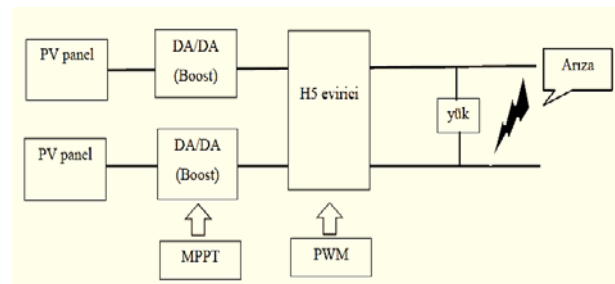 PV panel
DA/DA
(Boost)
H5 evirici
Arıza
yük
PV panel
DA/DA
(Boost)
MPPT
PWM